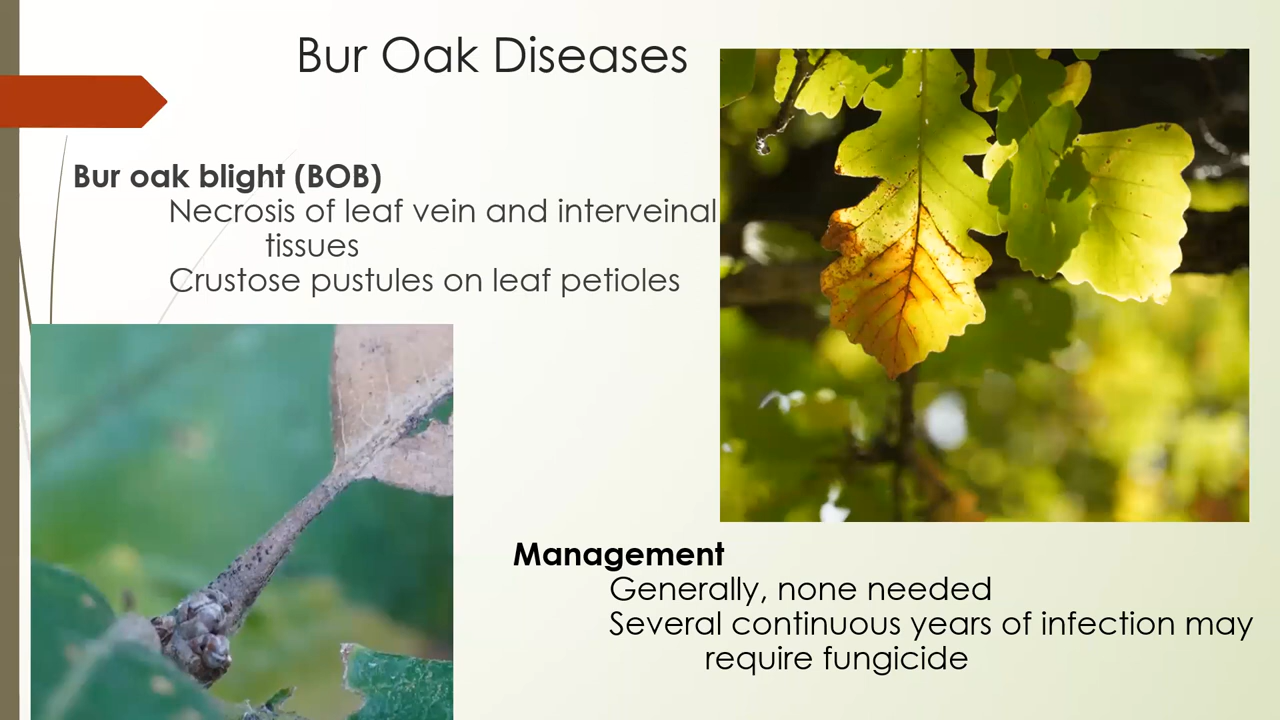 Bur Oak Diseases
Bur oak blight (BOB)
Necrosis of leaf vein and interveinal
tissues
Crustose pustules on leaf petioles
Management
Generally, none needed
Several continuous years of infection may
require fungicide